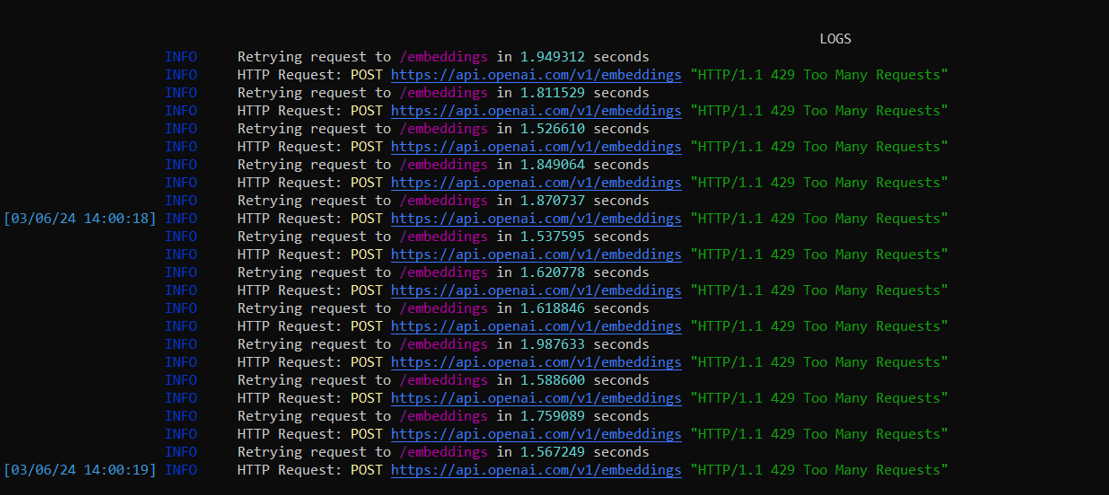 LOGS
INFO Retrying request to /embeddings in 1.949312 seconds
INFO HTTP Request: POST https://api.openai.com/v1/embeddings "HTTP/1.1 429 Too Many Requests"
INFO Retrying request to /embeddings in 1.811529 seconds
INFO HTTP Request: POST https://api.openai.com/v1/embeddings "HTTP/1.1 429 Too Many Requests"
INFO Retrying request to /embeddings in 1.526610 seconds
INFO HTTP Request: POST https://api.openai.com/v1/embeddings "HTTP/1.1 429 Too Many Requests"
INFO Retrying request to /embeddings in 1.849064 seconds
INFO HTTP Request: POST https://api.openai.com/v1/embeddings "HTTP/1.1 429 Too Many Requests"
INFO Retrying request to /embeddings in 1.870737 seconds
[03/06/24 14:00:18] INFO HTTP Request: POST https://api.openai.com/v1/embeddings "HTTP/1.1 429 Too Many Requests"
INFO Retrying request to /embeddings in 1.537595 seconds
INFO HTTP Request: POST https://api.openai.com/v1/embeddings "HTTP/1.1 429 Too Many Requests"
INFO Retrying request to /embeddings in 1.620778 seconds
INFO HTTP Request: POST https://api.openai.com/v1/embeddings "HTTP/1.1 429 Too Many Requests"
INFO Retrying request to /embeddings in 1.618846 seconds
INFO HTTP Request: POST https://api.openai.com/v1/embeddings "HTTP/1.1 429 Too Many Requests"
INFO Retrying request to /embeddings in 1.987633 seconds
INFO HTTP Request: POST https://api.openai.com/v1/embeddings "HTTP/1.1 429 Too Many Requests"
INFO Retrying request to /embeddings in 1.588600 seconds
INFO HTTP Request: POST https://api.openai.com/v1/embeddings "HTTP/1.1 429 Too Many Requests"
INFO Retrying request to /embeddings in 1.759089 seconds
INFO HTTP Request: POST https://api.openai.com/v1/embeddings "HTTP/1.1 429 Too Many Requests"
INFO Retrying request to /embeddings in 1.567249 seconds
[03/06/24 14:00:19] INFO HTTP Request: POST https://api.openai.com/v1/embeddings "HTTP/1.1 429 Too Many Requests"